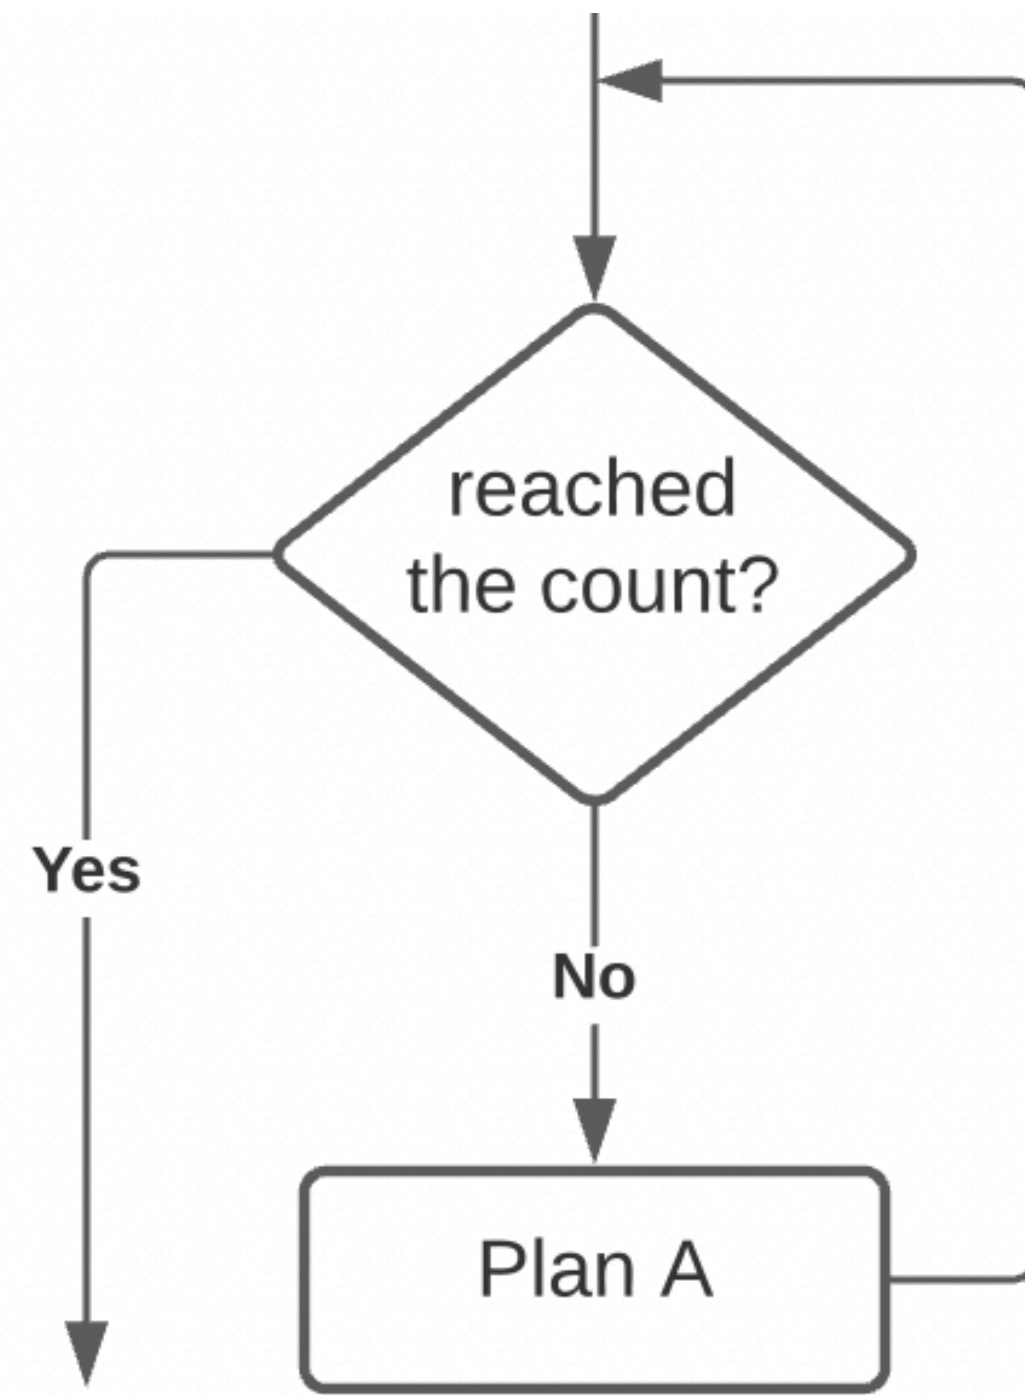 reached
the count?
Yes
No
Plan A